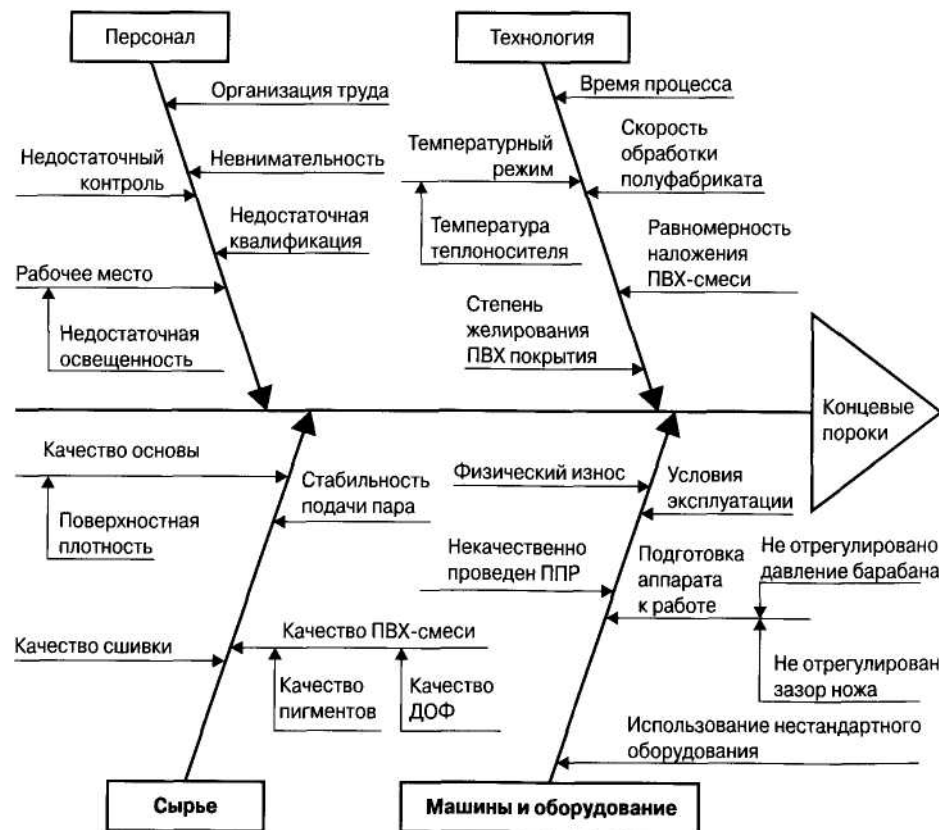 Персонал
Организация труда
Недостаточный
контроль
Невнимательность
Недостаточная
квалификация
Рабочее место
Недостаточная
освещенность
Технология
Время процесса
Температурный
режим
Скорость
обработки
полуфабриката
Температура
теплоносителя
Равномерность
наложения
ПВХ-смеси
Степень
желирования
ПВХ покрытия
Концевые
пороки
Качество основы
Поверхностная
плотность
Стабильность
подачи пара
Качество сшивки
Качество ПВХ-смеси
Качество
пигментов
Качество
ДОФ
Сырье
Физический износ
Условия
эксплуатации
Некачественно
проведен ППР
Подготовка
аппарата
к работе
Не отрегулировано
давление барабана
Не отрегулирован
зазор ножа
Использование нестандартного
оборудования
Машины и оборудование